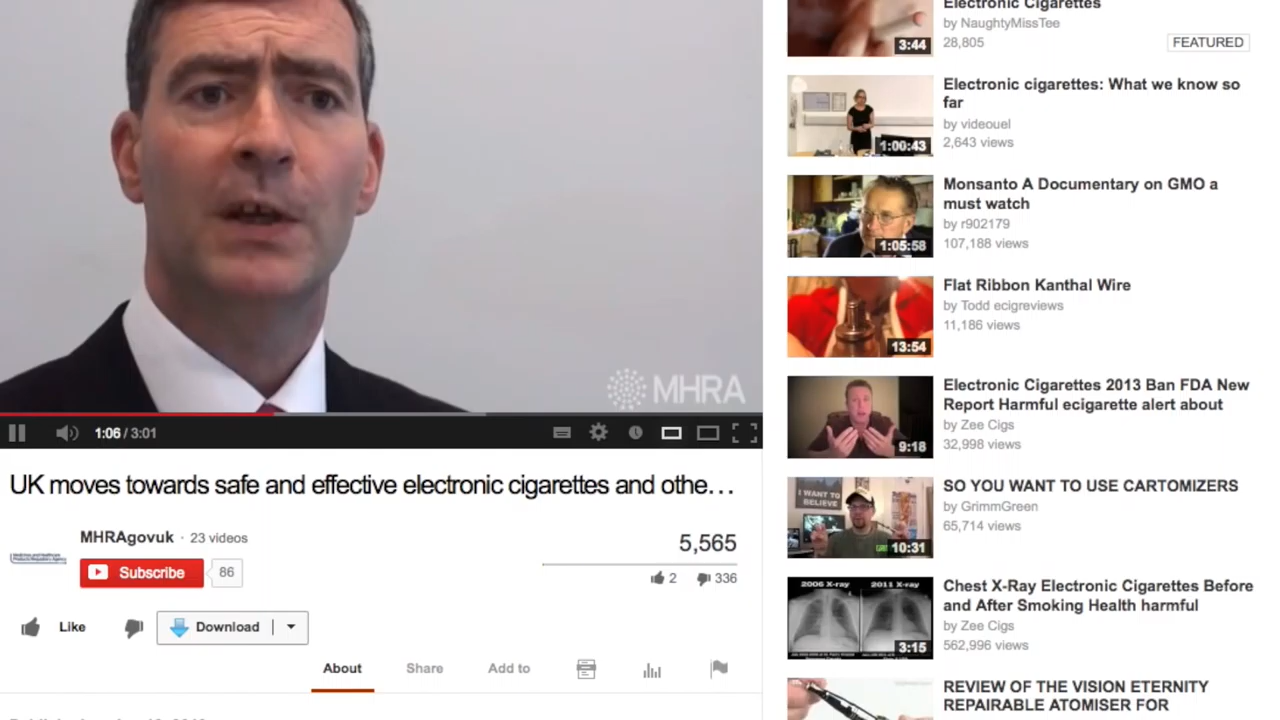 MHRA
1:06 / 3:01
UK moves towards safe and effective electronic cigarettes and othe...
MHRAgovuk · 23 videos
Subscribe
86
5,565
2
336
Like
Download
About
Share
Add to
Electronic Cigarettes
by NaughtyMissTee
28,805
FEATURED
3:44
Electronic cigarettes: What we know so
far
by videouel
2,643 views
1:00:43
Monsanto A Documentary on GMO a
must watch
by r902179
107,188 views
1:05:58
Flat Ribbon Kanthal Wire
by Todd ecigreviews
11,186 views
13:54
Electronic Cigarettes 2013 Ban FDA New
Report Harmful ecigarette alert about
by Zee Cigs
32,998 views
9:18
I WANT TO
BELIEVE
SO YOU WANT TO USE CARTOMIZERS
by GrimmGreen
65,714 views
10:31
2006 X-ray 2011 X-ray
Chest X-Ray Electronic Cigarettes Before
and After Smoking Health harmful
by Zee Cigs
562,996 views
3:15
REVIEW OF THE VISION ETERNITY
REPAIRABLE ATOMISER FOR